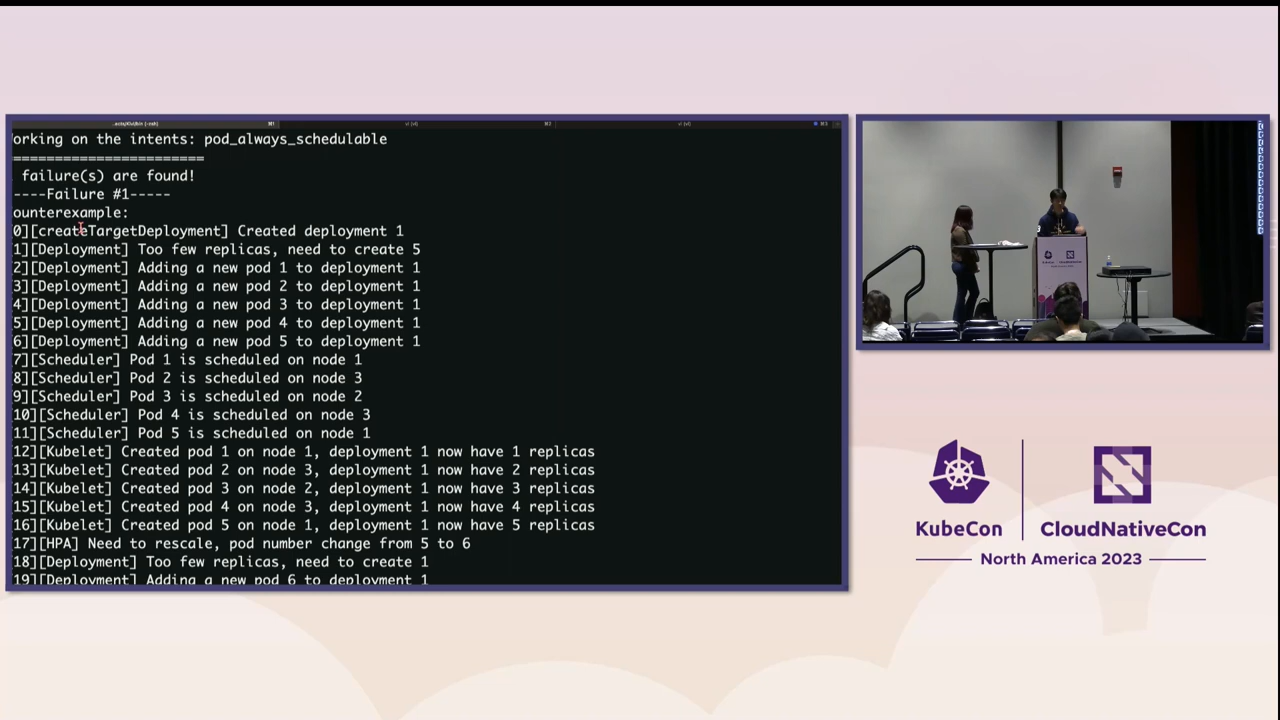 orking on the intents: pod_always_schedulable
=======================
failure(s) are found!
----Failure #1-----
ounterexample:
0][createTargetDeployment] Created deployment 1
1][Deployment] Too few replicas, need to create 5
2][Deployment] Adding a new pod 1 to deployment 1
3][Deployment] Adding a new pod 2 to deployment 1
4][Deployment] Adding a new pod 3 to deployment 1
5][Deployment] Adding a new pod 4 to deployment 1
6][Deployment] Adding a new pod 5 to deployment 1
7][Scheduler] Pod 1 is scheduled on node 1
8][Scheduler] Pod 2 is scheduled on node 3
9][Scheduler] Pod 3 is scheduled on node 2
10][Scheduler] Pod 4 is scheduled on node 3
11][Scheduler] Pod 5 is scheduled on node 1
12][Kubelet] Created pod 1 on node 1, deployment 1 now have 1 replicas
13][Kubelet] Created pod 2 on node 3, deployment 1 now have 2 replicas
14][Kubelet] Created pod 3 on node 2, deployment 1 now have 3 replicas
15][Kubelet] Created pod 4 on node 3, deployment 1 now have 4 replicas
16][Kubelet] Created pod 5 on node 1, deployment 1 now have 5 replicas
17][HPA] Need to rescale, pod number change from 5 to 6
18][Deployment] Too few replicas, need to create 1
19][Deployment] Adding a new pod 6 to deployment 1
KubeCon
CloudNativeCon
North America 2023